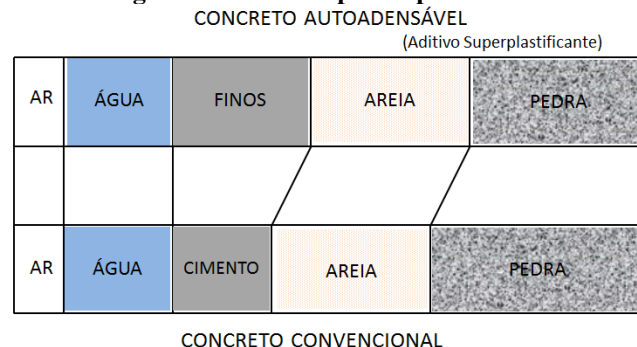 CONCRETO AUTOADENSÁVEL
(Aditivo Superplastificante)
AR ÁGUA FINOS AREIA PEDRA
AR ÁGUA CIMENTO AREIA PEDRA
CONCRETO CONVENCIONAL